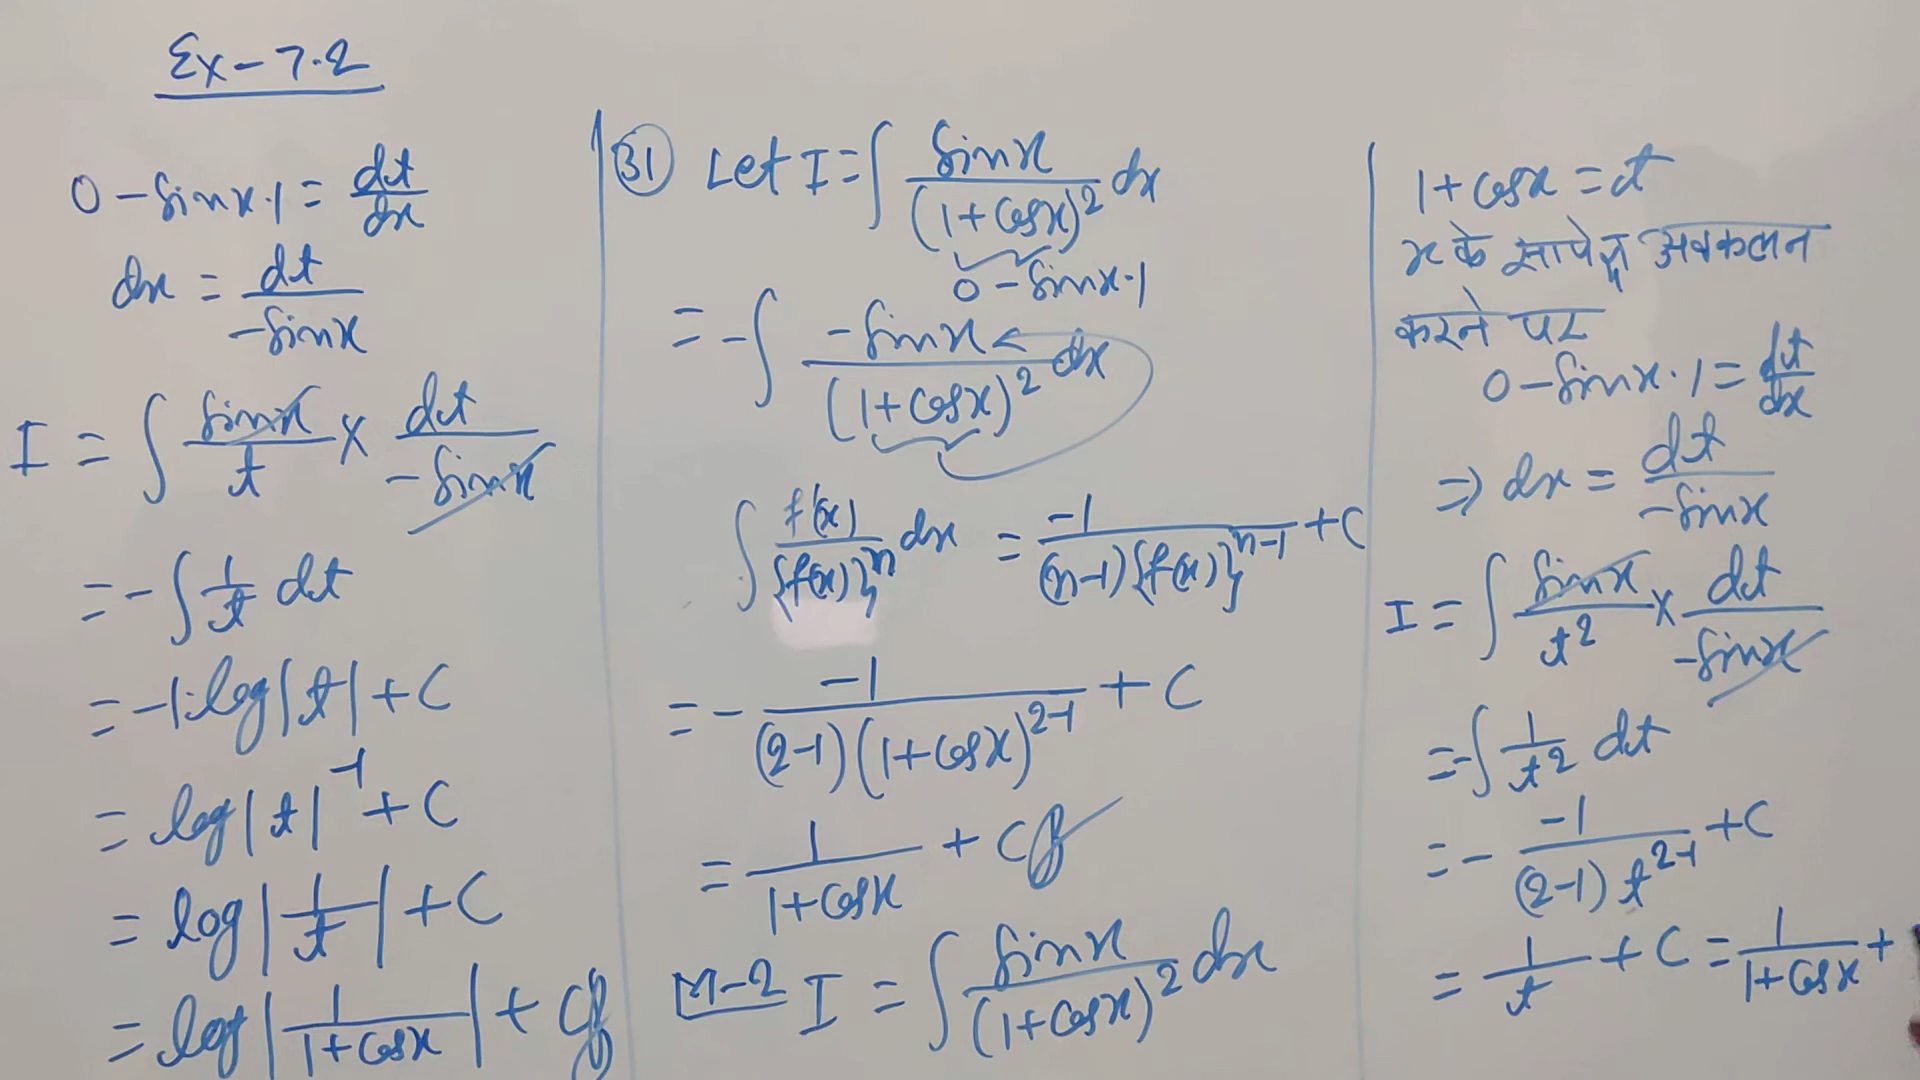 Ex-7.2
0 - sinx.1 = dt/dx
dx = dt/-sinx
I = ∫ sinx/t × dt/-sinx
= -∫ 1/t dt
= -1.log|t| + C
= log|t|^-1 + C
= log|1/t| + C
= log|1/1+cosx| + C
(31) Let I = ∫ sinx/(1+cosx)^2 dx
0 - sinx.1
= -∫ -sinx/(1+cosx)^2 dx
∫ f'(x)/{f(x)}^n dx = -1/(n-1){f(x)}^n-1 + C
= - -1/(2-1)(1+cosx)^2-1 + C
= 1/1+cosx + C
M-2 I = ∫ sinx/(1+cosx)^2 dx
1+cosx = t
x के सापेक्ष अवकलन
करने पर
0 - sinx.1 = dt/dx
⇒ dx = dt/-sinx
I = ∫ sinx/t^2 × dt/-sinx
= -∫ 1/t^2 dt
= - -1/(2-1) t^2-1 + C
= 1/t + C = 1/1+cosx +